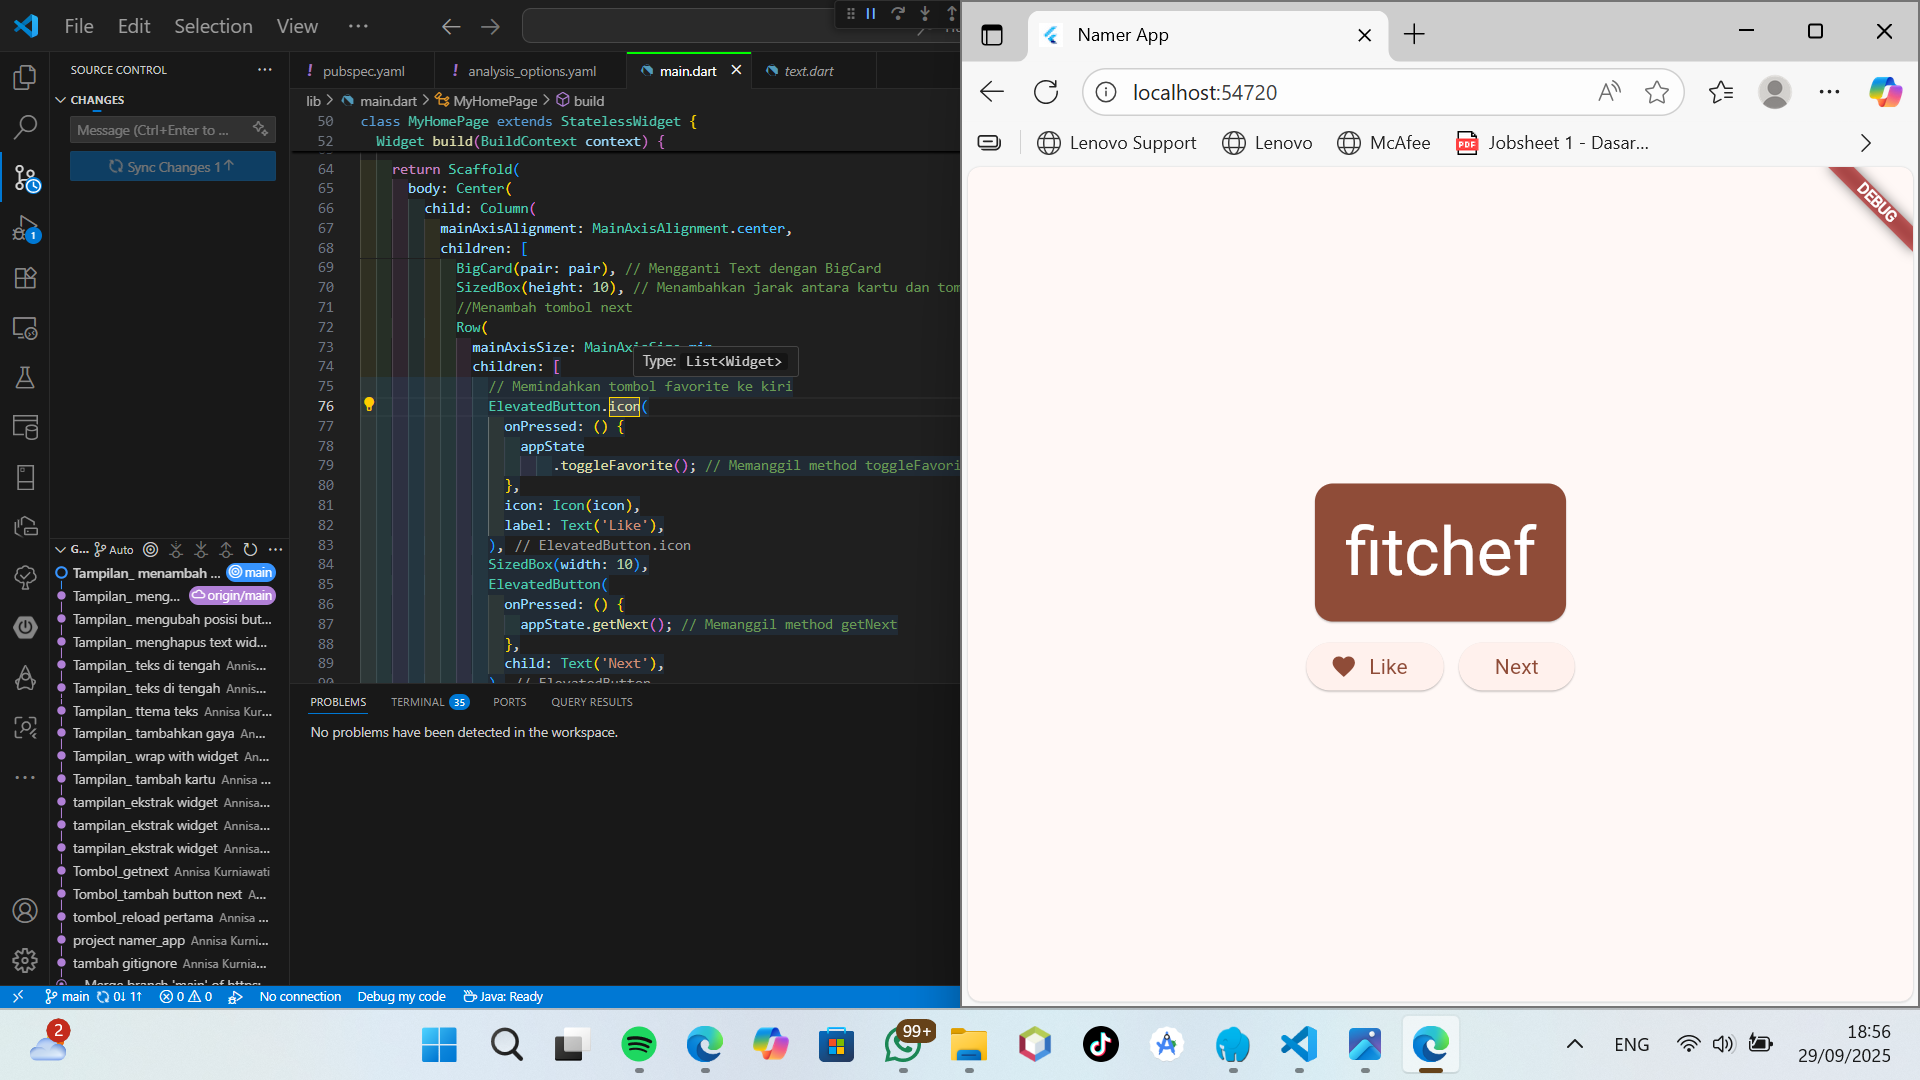 File Edit Selection View
SOURCE CONTROL
CHANGES
Message (Ctrl+Enter to ...
Sync Changes 1↑
pubspec.yaml
analysis_options.yaml
main.dart
text.dart
lib > main.dart > MyHomePage > build
50 class MyHomePage extends StatelessWidget {
52 Widget build(BuildContext context) {
64 return Scaffold(
65 body: Center(
66 child: Column(
67 mainAxisAlignment: MainAxisAlignment.center,
68 children: [
69 BigCard(pair: pair), // Mengganti Text dengan BigCard
70 SizedBox(height: 10), // Menambahkan jarak antara kartu dan tom
71 //Menambah tombol next
72 Row(
73 mainAxisSize: MainAxisSize.min,
Type: List<Widget>
74 children: [
75 // Memindahkan tombol favorite ke kiri
76 ElevatedButton.icon(
77 onPressed: () {
78 appState
79 .toggleFavorite(); // Memanggil method toggleFavori
80 },
81 icon: Icon(icon),
82 label: Text('Like'),
83 ), // ElevatedButton.icon
84 SizedBox(width: 10),
85 ElevatedButton(
86 onPressed: () {
87 appState.getNext(); // Memanggil method getNext
88 },
89 child: Text('Next'),
90 ), // ElevatedButton
G... Auto
Tampilan_ menambah ... main
Tampilan_ meng... origin/main
Tampilan_ mengubah posisi but...
Tampilan_ menghapus text wid...
Tampilan_ teks di tengah Annis...
Tampilan_ teks di tengah Annis...
Tampilan_ ttema teks Annisa Kur...
Tampilan_ tambahkan gaya An...
Tampilan_ wrap with widget An...
Tampilan_ tambah kartu Annisa ...
tampilan_ekstrak widget Annisa...
tampilan_ekstrak widget Annisa...
tampilan_ekstrak widget Annisa...
Tombol_getnext Annisa Kurniawati
Tombol_tambah button next A...
tombol_reload pertama Annisa ...
project namer_app Annisa Kurni...
tambah gitignore Annisa Kurnia...
Merge branch 'main' of https:
PROBLEMS TERMINAL 35 PORTS QUERY RESULTS
No problems have been detected in the workspace.
main 0↓ 1↑ 0 0 No connection Debug my code Java: Ready
Namer App
localhost:54720
Lenovo Support
Lenovo
McAfee
PDF
Jobsheet 1 - Dasar...
DEBUG
fitchef
Like
Next
1
2
99+
ENG
18:56
29/09/2025